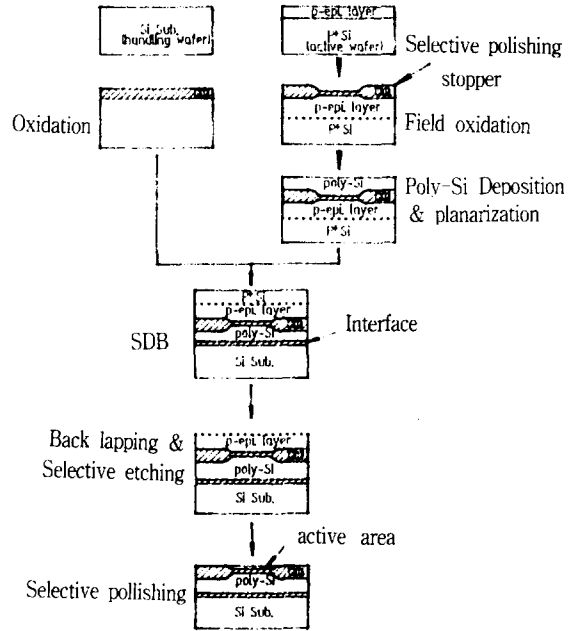 Si Sub.
(handling wafer)
p-epi layer
P⁺Si
(active wafer)
Selective polishing
stopper
Oxidation
p-epi layer
P⁺Si
Field oxidation
poly-Si
p-epi layer
P⁺Si
Poly-Si Deposition
& planarization
P⁺Si
p-epi layer
poly-Si
Si Sub.
SDB
Interface
Back lapping &
Selective etching
p-epi layer
poly-Si
Si Sub.
active area
Selective pollishing
poly-Si
Si Sub.